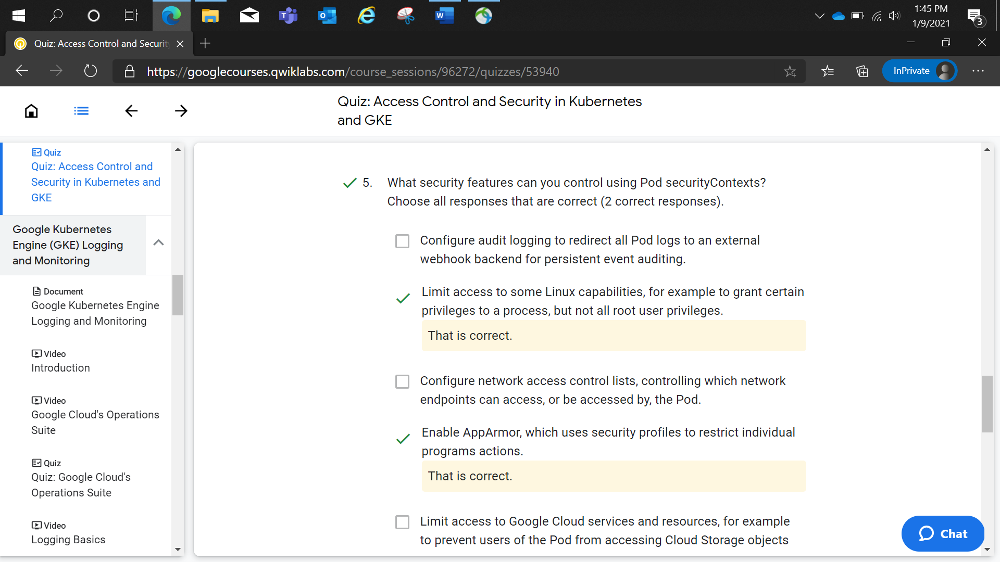 1:45 PM
1/9/2021
3
Quiz: Access Control and Securit
https://googlecourses.qwiklabs.com/course_sessions/96272/quizzes/53940
InPrivate
Quiz: Access Control and Security in Kubernetes
and GKE
Quiz
Quiz: Access Control and
Security in Kubernetes and
GKE
Google Kubernetes
Engine (GKE) Logging
and Monitoring
Document
Google Kubernetes Engine
Logging and Monitoring
Video
Introduction
Video
Google Cloud's Operations
Suite
Quiz
Quiz: Google Cloud's
Operations Suite
Video
Logging Basics
5. What security features can you control using Pod securityContexts?
Choose all responses that are correct (2 correct responses).
Configure audit logging to redirect all Pod logs to an external
webhook backend for persistent event auditing.
Limit access to some Linux capabilities, for example to grant certain
privileges to a process, but not all root user privileges.
That is correct.
Configure network access control lists, controlling which network
endpoints can access, or be accessed by, the Pod.
Enable AppArmor, which uses security profiles to restrict individual
programs actions.
That is correct.
Limit access to Google Cloud services and resources, for example
to prevent users of the Pod from accessing Cloud Storage objects
Chat